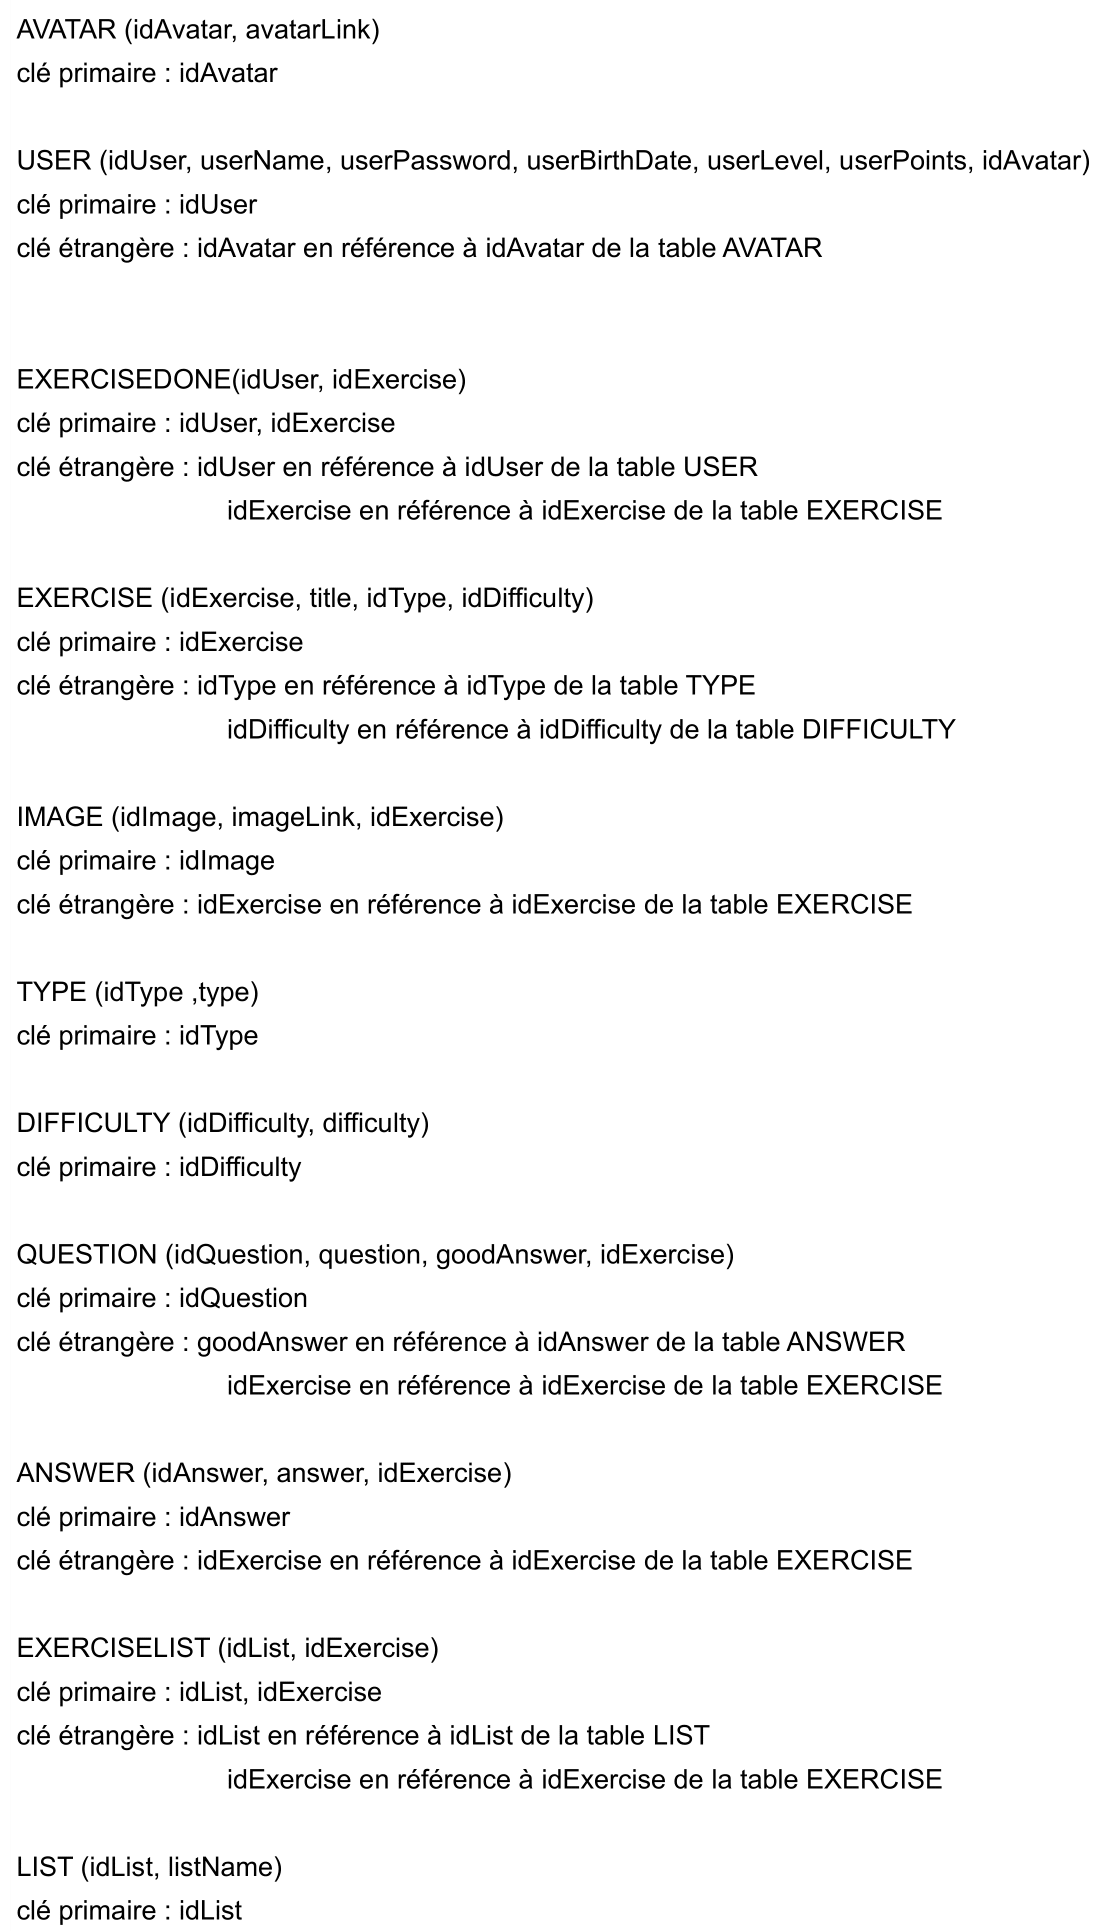 AVATAR (idAvatar, avatarLink)
clé primaire : idAvatar
USER (idUser, userName, userPassword, userBirthDate, userLevel, userPoints, idAvatar)
clé primaire : idUser
clé étrangère : idAvatar en référence à idAvatar de la table AVATAR
EXERCISEDONE(idUser, idExercise)
clé primaire : idUser, idExercise
clé étrangère : idUser en référence à idUser de la table USER
idExercise en référence à idExercise de la table EXERCISE
EXERCISE (idExercise, title, idType, idDifficulty)
clé primaire : idExercise
clé étrangère : idType en référence à idType de la table TYPE
idDifficulty en référence à idDifficulty de la table DIFFICULTY
IMAGE (idImage, imageLink, idExercise)
clé primaire : idImage
clé étrangère : idExercise en référence à idExercise de la table EXERCISE
TYPE (idType ,type)
clé primaire : idType
DIFFICULTY (idDifficulty, difficulty)
clé primaire : idDifficulty
QUESTION (idQuestion, question, goodAnswer, idExercise)
clé primaire : idQuestion
clé étrangère : goodAnswer en référence à idAnswer de la table ANSWER
idExercise en référence à idExercise de la table EXERCISE
ANSWER (idAnswer, answer, idExercise)
clé primaire : idAnswer
clé étrangère : idExercise en référence à idExercise de la table EXERCISE
EXERCISELIST (idList, idExercise)
clé primaire : idList, idExercise
clé étrangère : idList en référence à idList de la table LIST
idExercise en référence à idExercise de la table EXERCISE
LIST (idList, listName)
clé primaire : idList